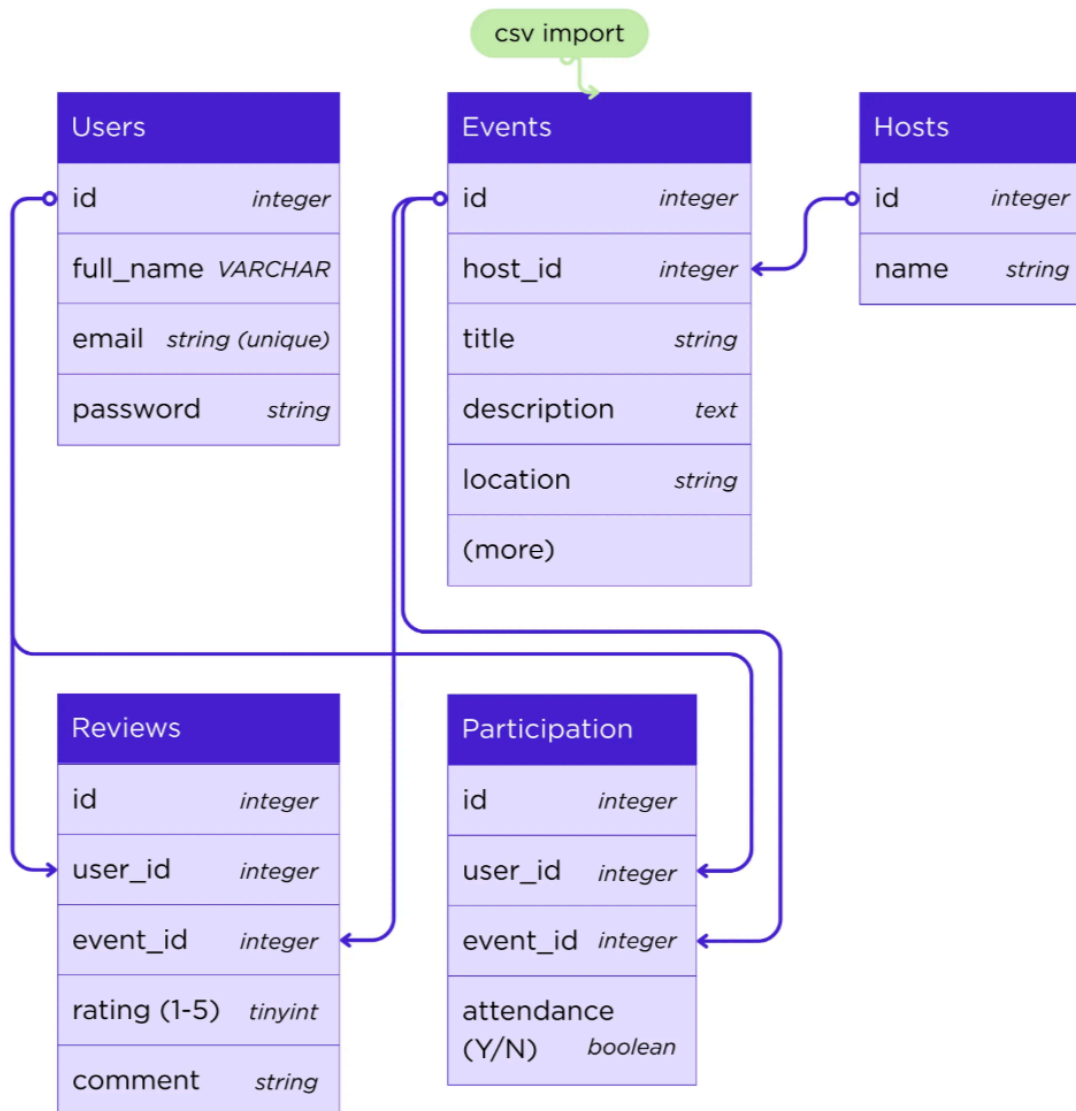 csv import
Users
id integer
full_name VARCHAR
email string (unique)
password string
Events
id integer
host_id integer
title string
description text
location string
(more)
Hosts
id integer
name string
Reviews
id integer
user_id integer
event_id integer
rating (1-5) tinyint
comment string
Participation
id integer
user_id integer
event_id integer
attendance
(Y/N) boolean